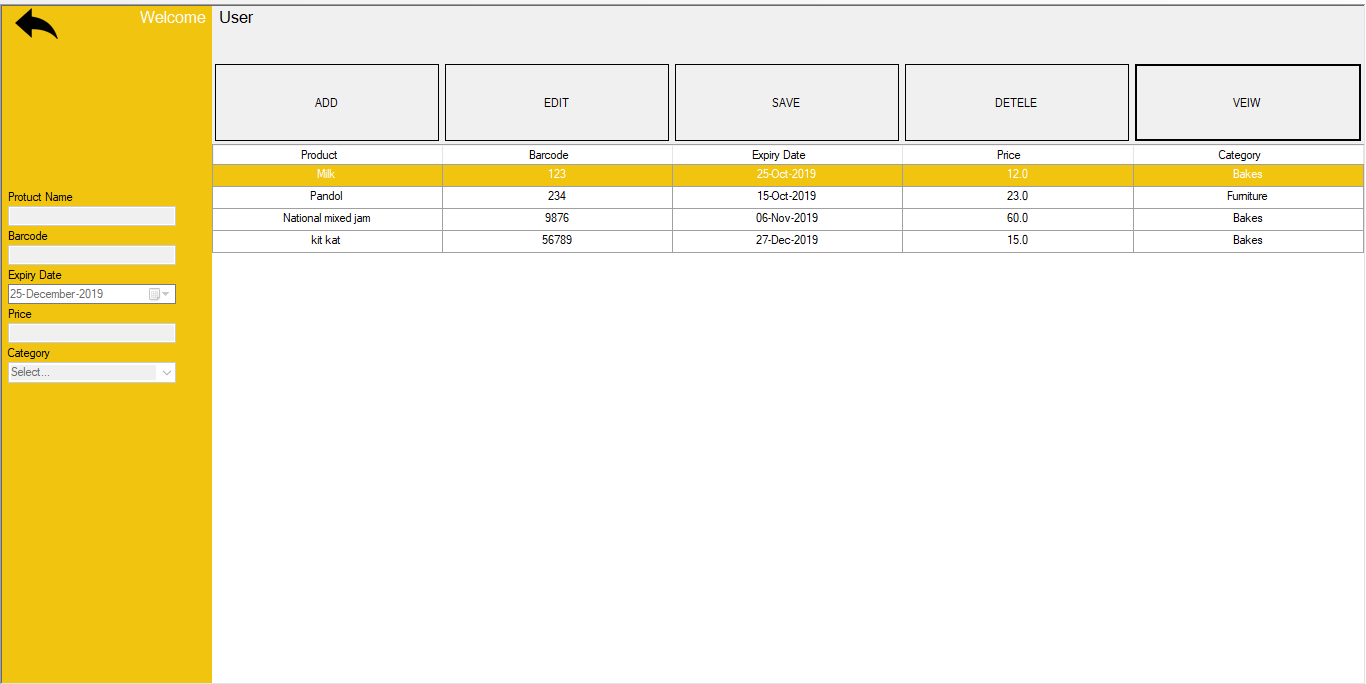 Welcome User
ADD EDIT SAVE DETELE VEIW
Product Barcode Expiry Date Price Category
Milk 123 25-Oct-2019 12.0 Bakes
Pandol 234 15-Oct-2019 23.0 Furniture
National mixed jam 9876 06-Nov-2019 60.0 Bakes
kit kat 56789 27-Dec-2019 15.0 Bakes
Protuct Name
Barcode
Expiry Date
25-December-2019
Price
Category
Select...